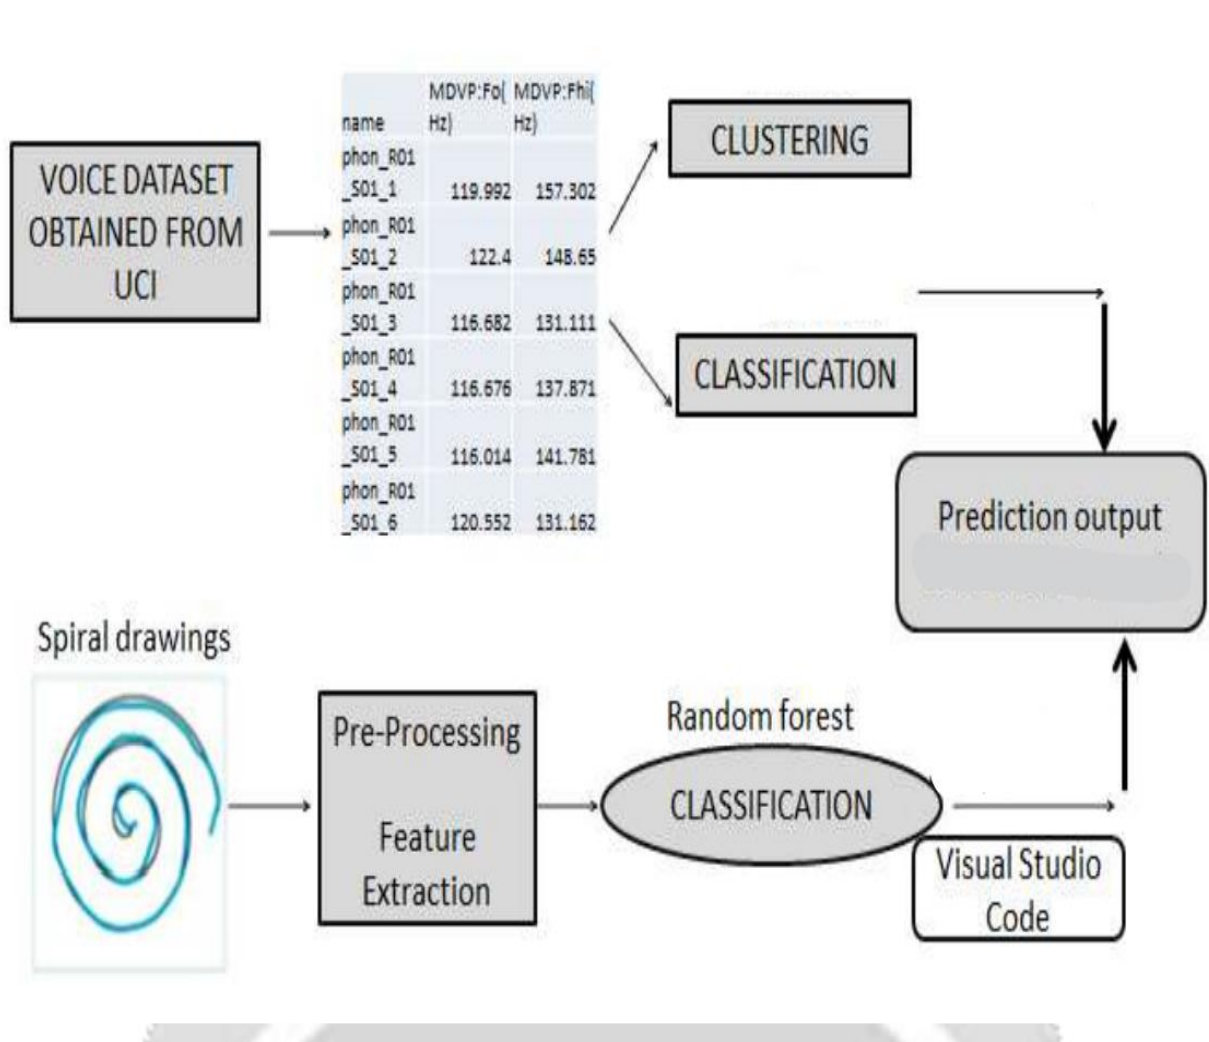 VOICE DATASET
OBTAINED FROM
UCI
MDVP:Fo( MDVP:Fhi(
name Hz) Hz)
phon_R01
_S01_1 119.992 157.302
phon_R01
_S01_2 122.4 148.65
phon_R01
_S01_3 116.682 131.111
phon_R01
_S01_4 116.676 137.871
phon_R01
_S01_5 116.014 141.781
phon_R01
_S01_6 120.552 131.162
CLUSTERING
CLASSIFICATION
Prediction output
Spiral drawings
Pre-Processing
Feature
Extraction
Random forest
CLASSIFICATION
Visual Studio
Code